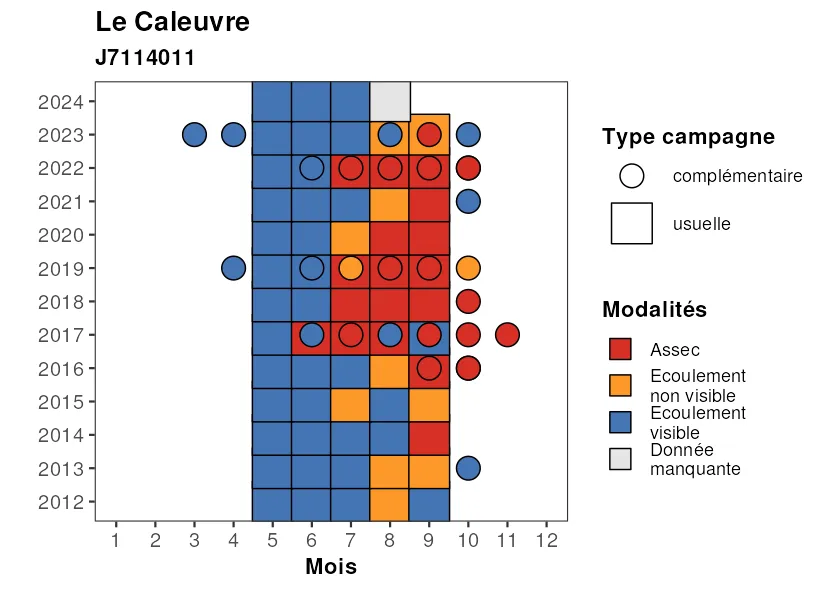 Le Caleuvre
J7114011
2024
2023
2022
2021
2020
2019
2018
2017
2016
2015
2014
2013
2012
1 2 3 4 5 6 7 8 9 10 11 12
Mois
Type campagne
complémentaire
usuelle
Modalités
Assec
Ecoulement
non visible
Ecoulement
visible
Donnée
manquante